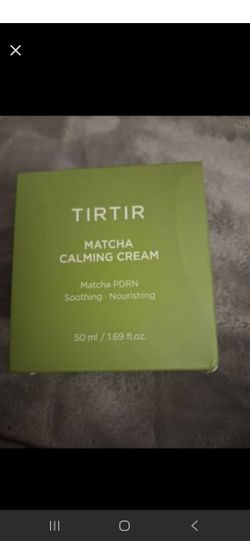 TIRTIR
MATCHA
CALMING CREAM
Matcha PDRN
Soothing · Nourishing
50 ml / 1.69 fl.oz.